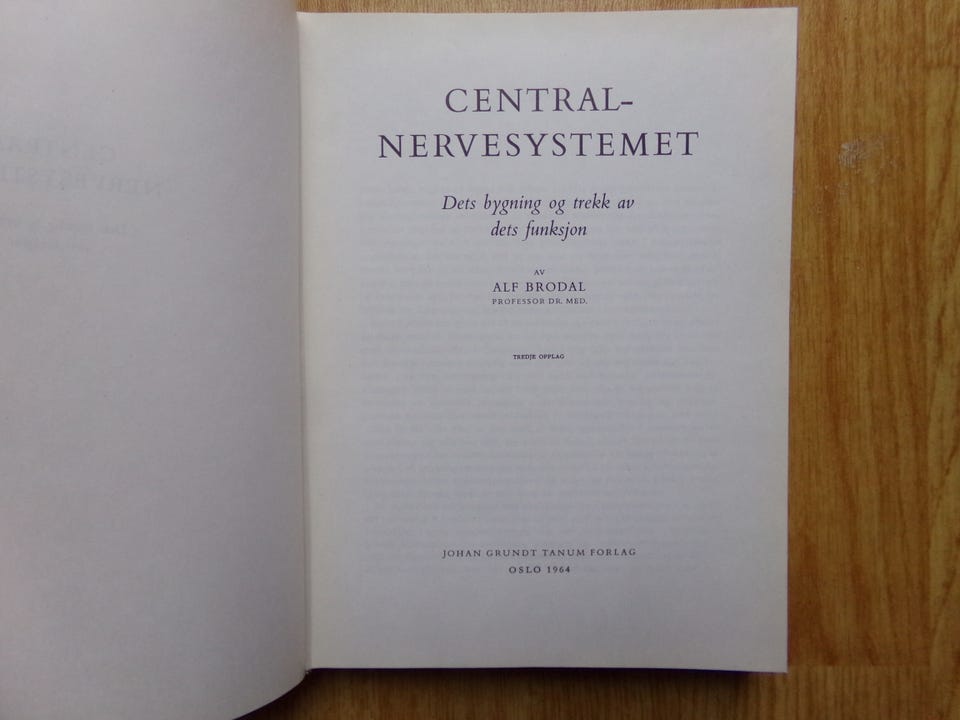 CENTRAL-
NERVESYSTEMET
Dets bygning og trekk av
dets funksjon
AV
ALF BRODAL
PROFESSOR DR. MED.
TREDJE OPPLAG
JOHAN GRUNDT TANUM FORLAG
OSLO 1964